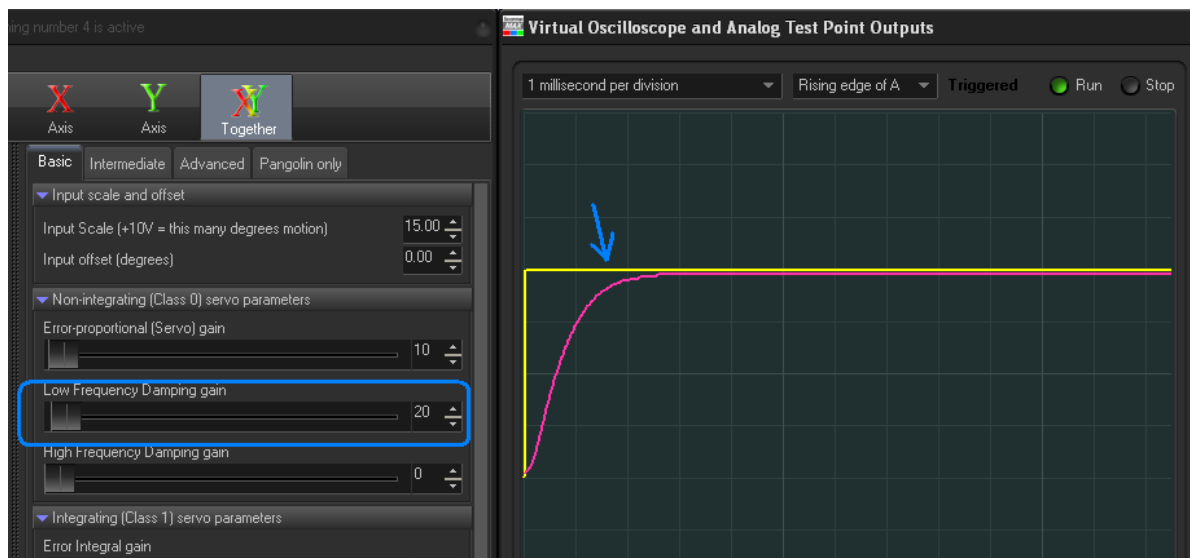 ning number 4 is active
Virtual Oscilloscope and Analog Test Point Outputs
1 millisecond per division
Rising edge of A
Triggered
Run
Stop
X
Axis
Y
Axis
XY
Together
Basic
Intermediate
Advanced
Pangolin only
Input scale and offset
Input Scale (+10V = this many degrees motion)
15.00
Input offset (degrees)
0.00
Non-integrating (Class 0) servo parameters
Error-proportional (Servo) gain
10
Low Frequency Damping gain
20
High Frequency Damping gain
0
Integrating (Class 1) servo parameters
Error Integral gain